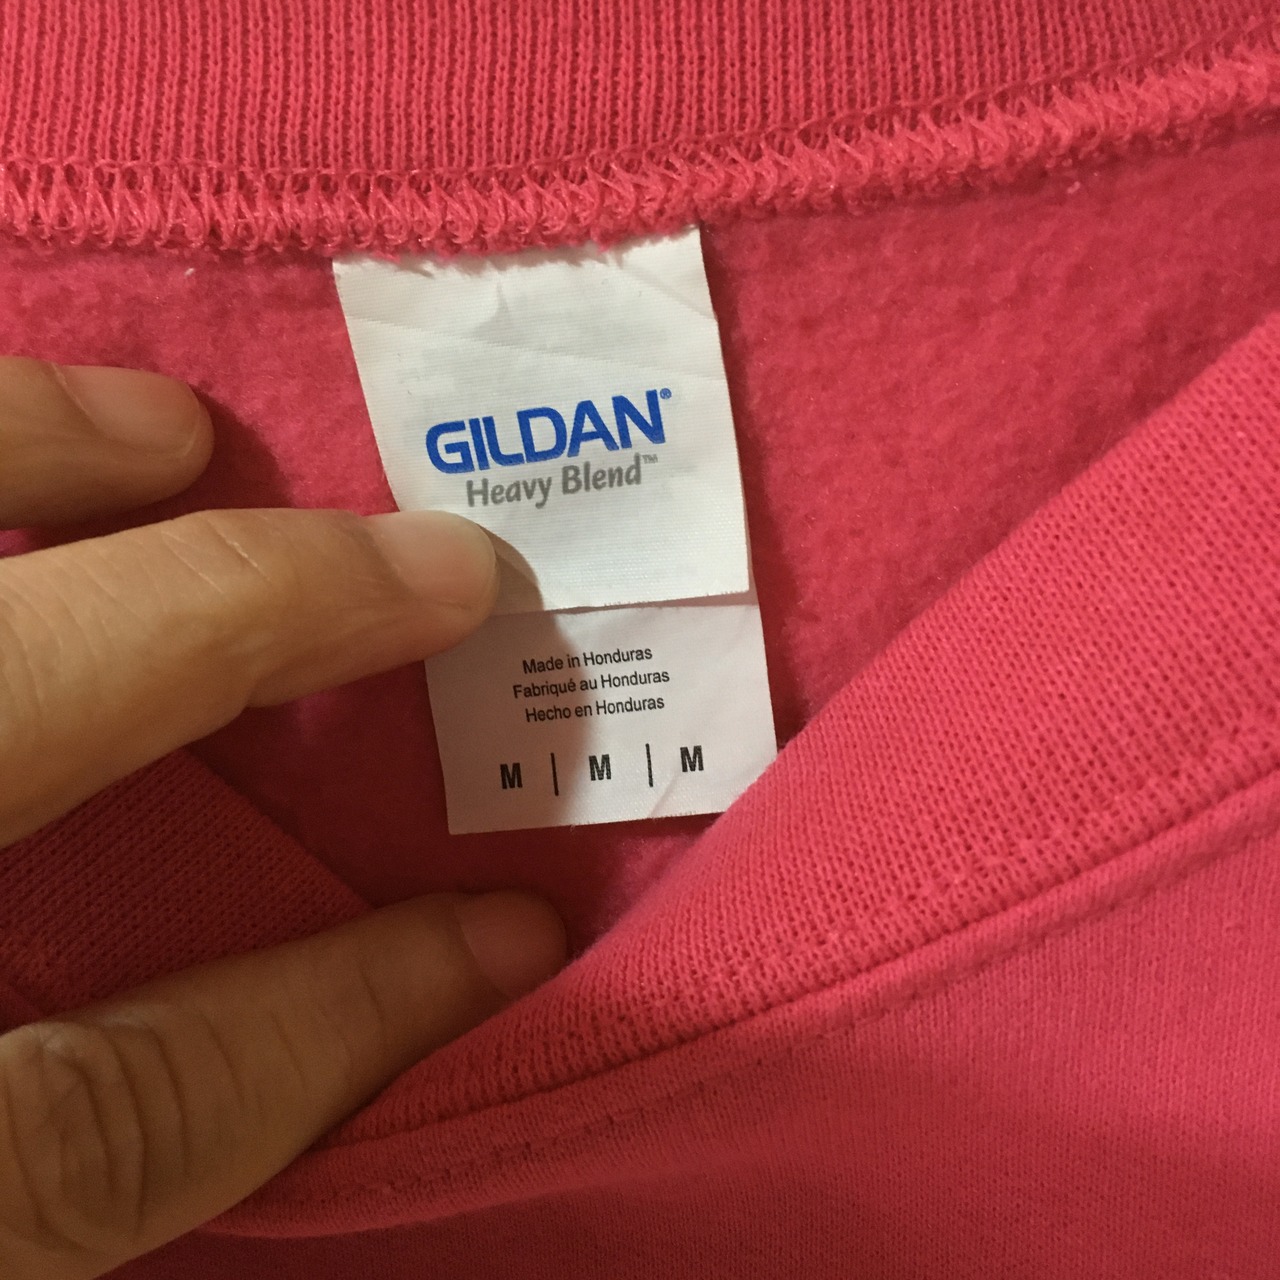 GILDAN®
Heavy Blend™
Made in Honduras
Fabriqué au Honduras
Hecho en Honduras
M | M | M